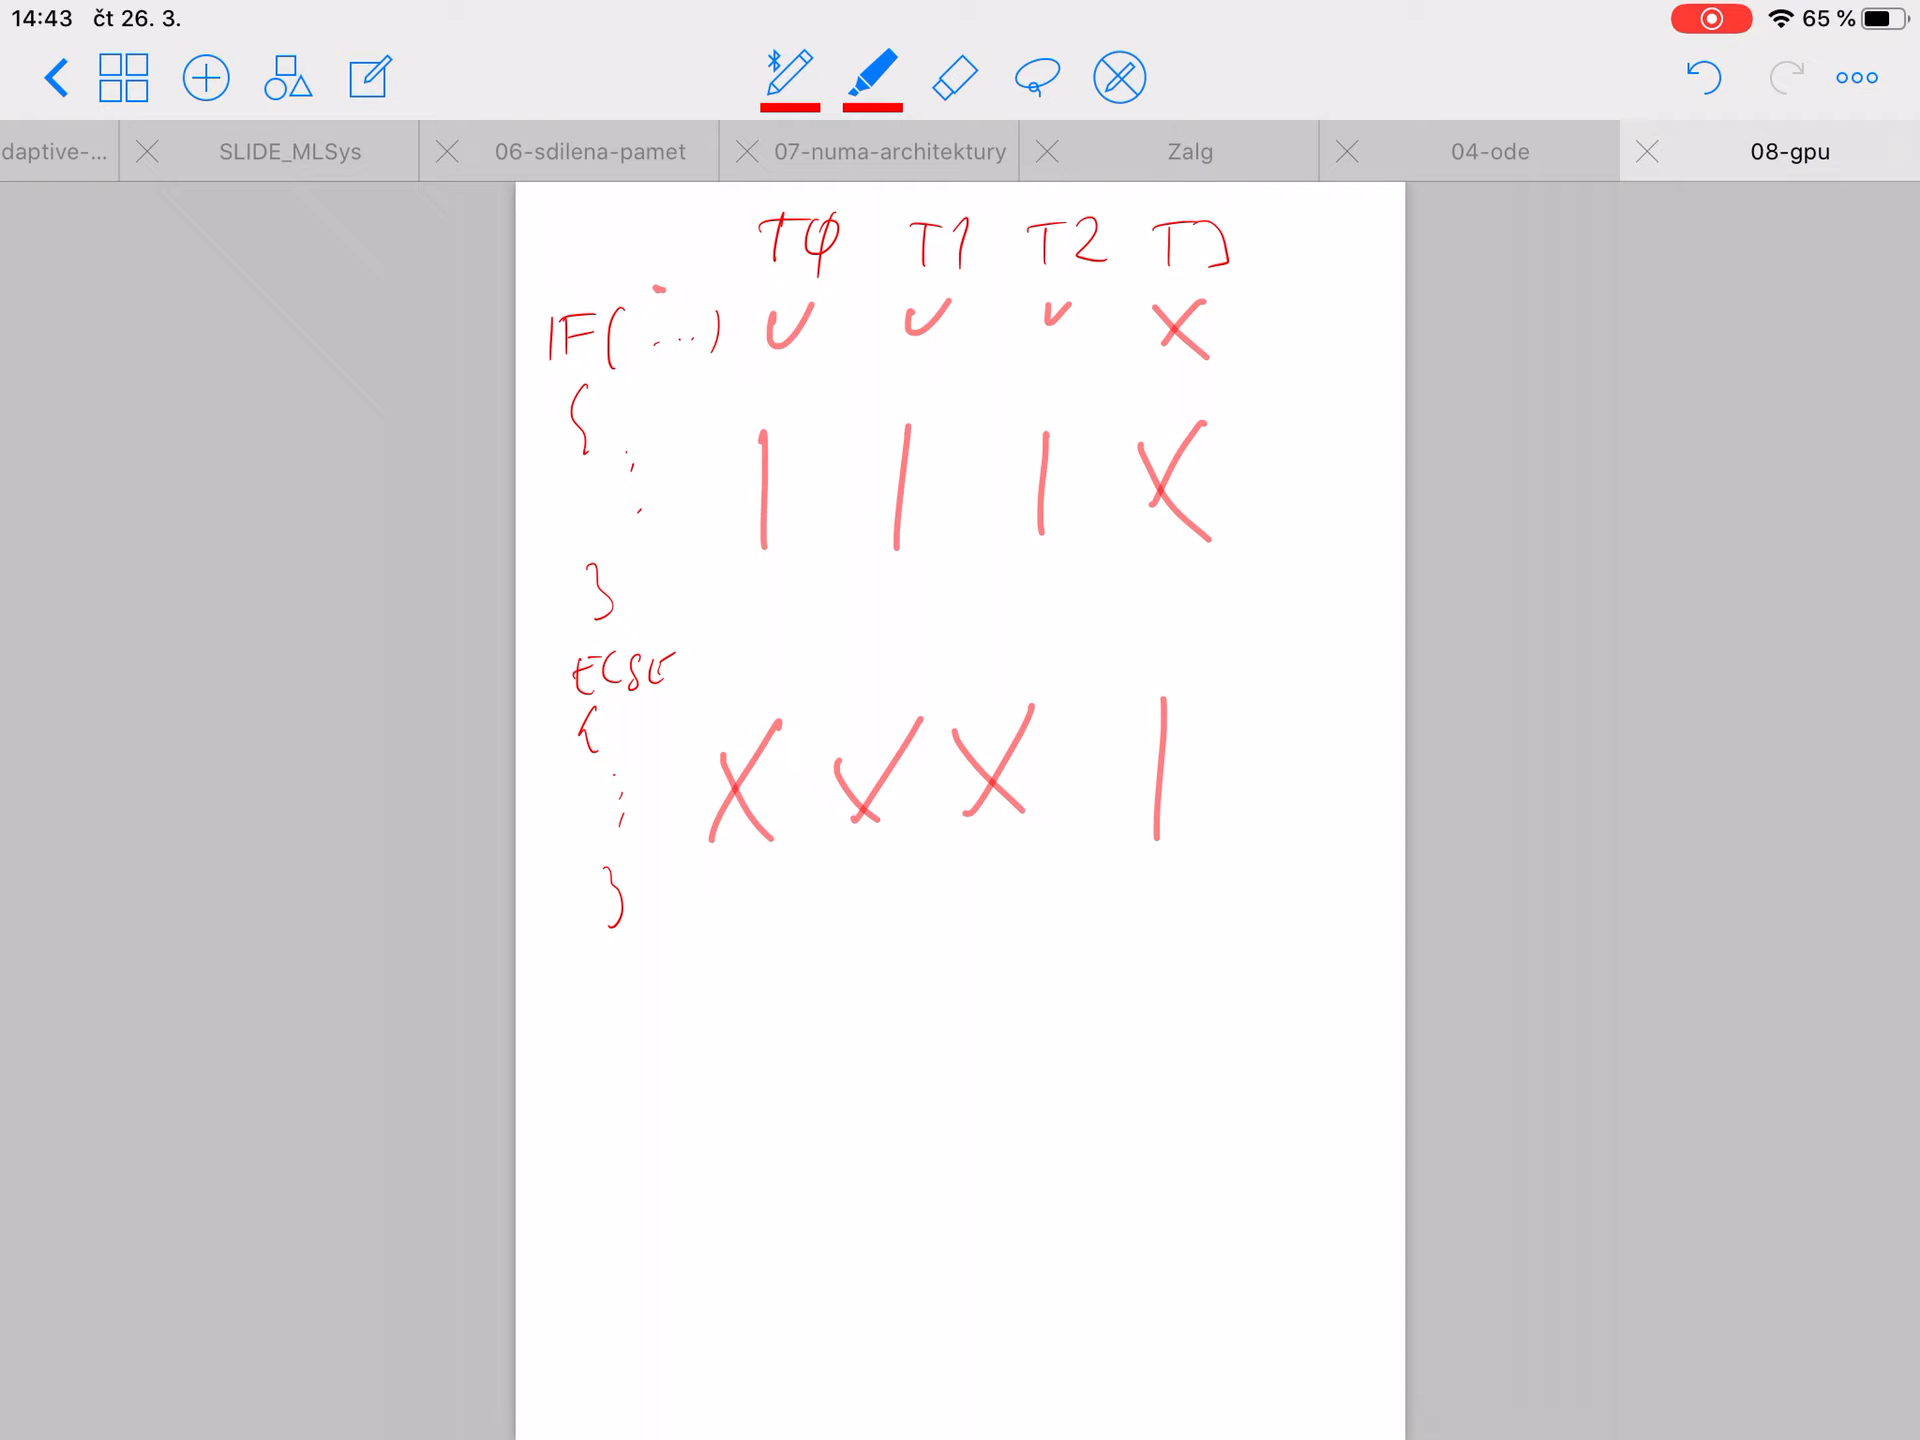 14:43 čt 26. 3. 65 %
daptive-... SLIDE_MLSys 06-sdilena-pamet 07-numa-architektury Zalg 04-ode 08-gpu
Tφ T1 T2 T3
IF( ...) ✓ ✓ ✓ X
{
⋮ | | | X
}
ELSE
{
⋮ X X X |
}